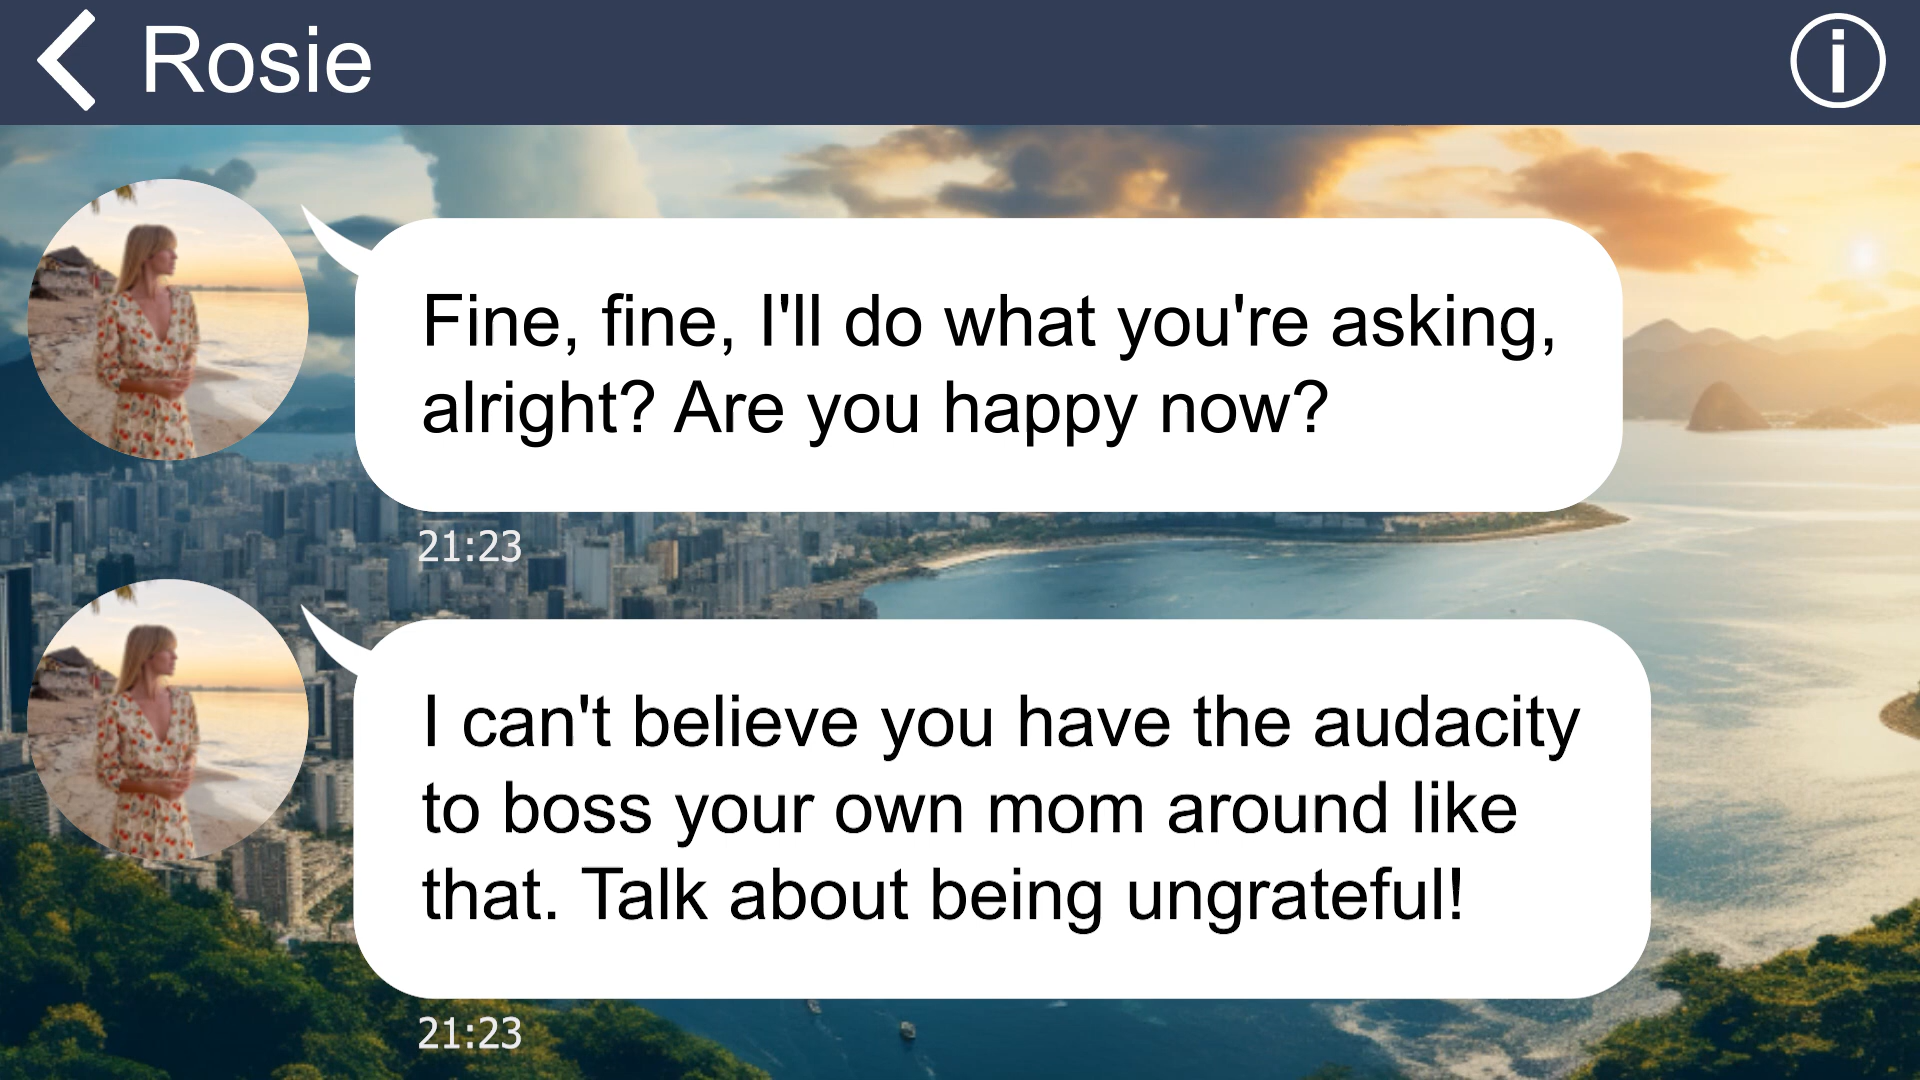 Rosie
Fine, fine, I'll do what you're asking,
alright? Are you happy now?
21:23
I can't believe you have the audacity
to boss your own mom around like
that. Talk about being ungrateful!
21:23